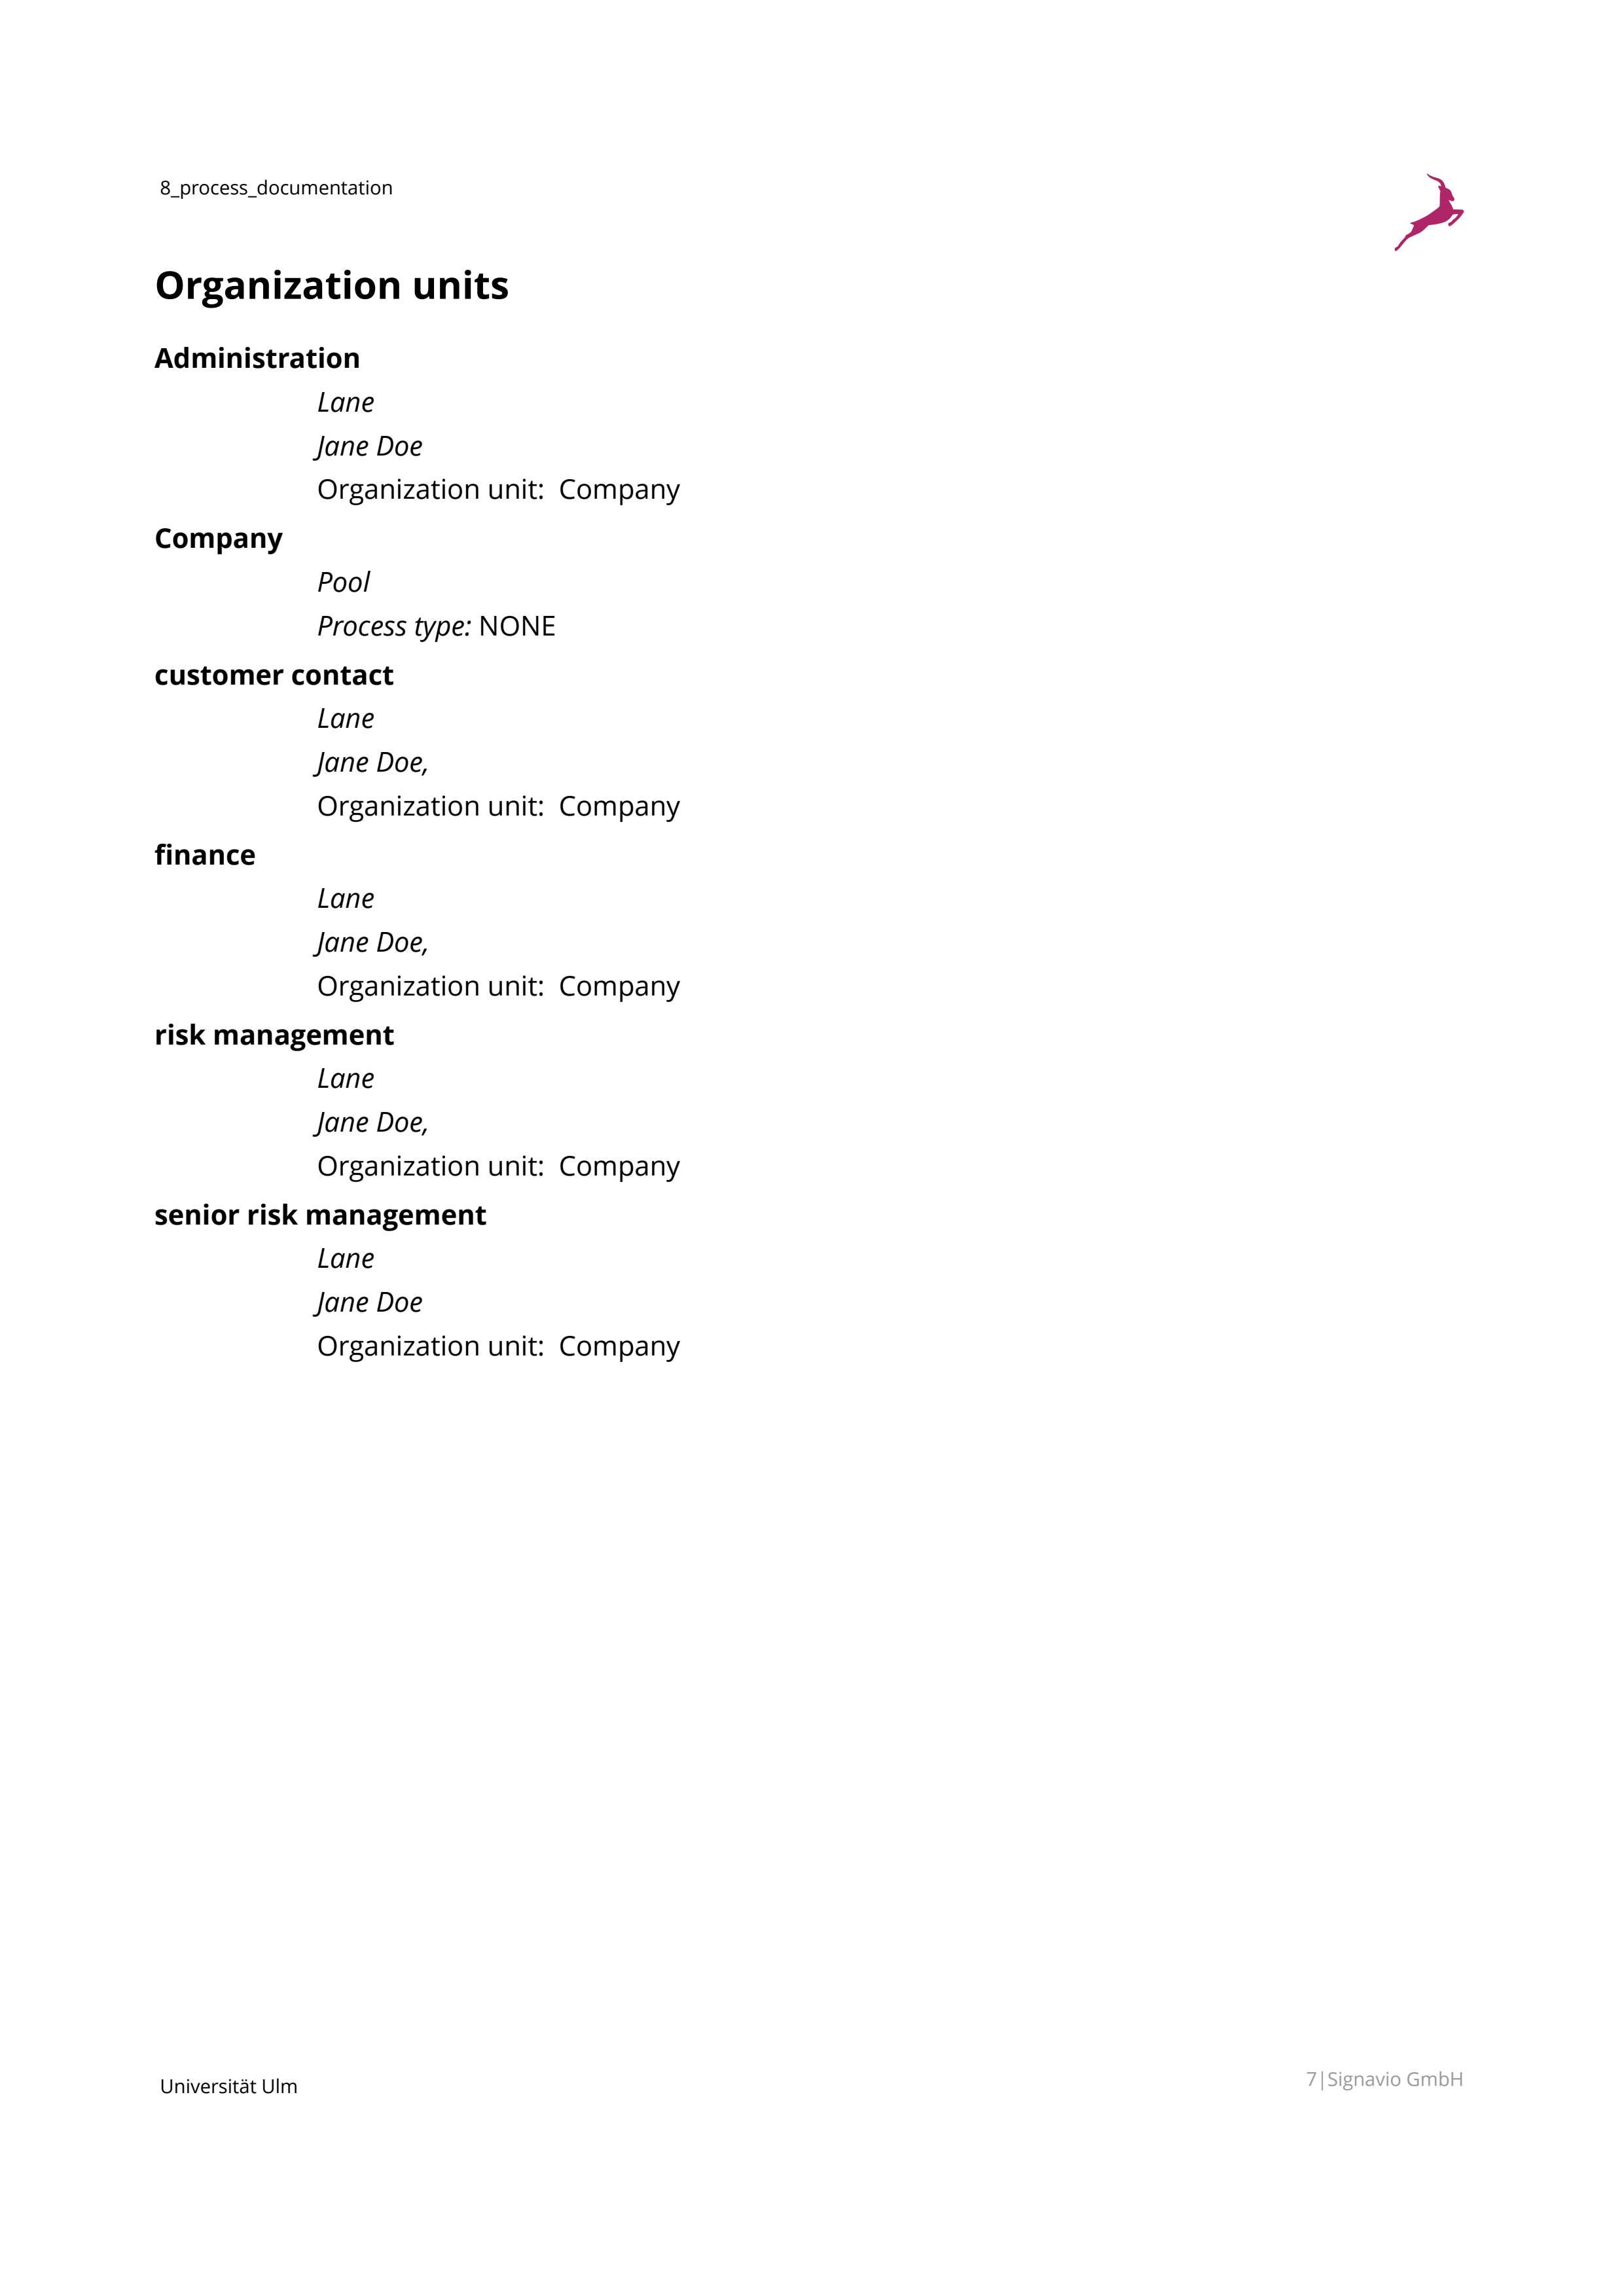 8_process_documentation
Organization units
Administration
Lane
Jane Doe
Organization unit:  Company
Company
Pool
Process type: NONE
customer contact
Lane
Jane Doe,
Organization unit:  Company
finance
Lane
Jane Doe,
Organization unit:  Company
risk management
Lane
Jane Doe,
Organization unit:  Company
senior risk management
Lane
Jane Doe
Organization unit:  Company
Universität Ulm
7|Signavio GmbH